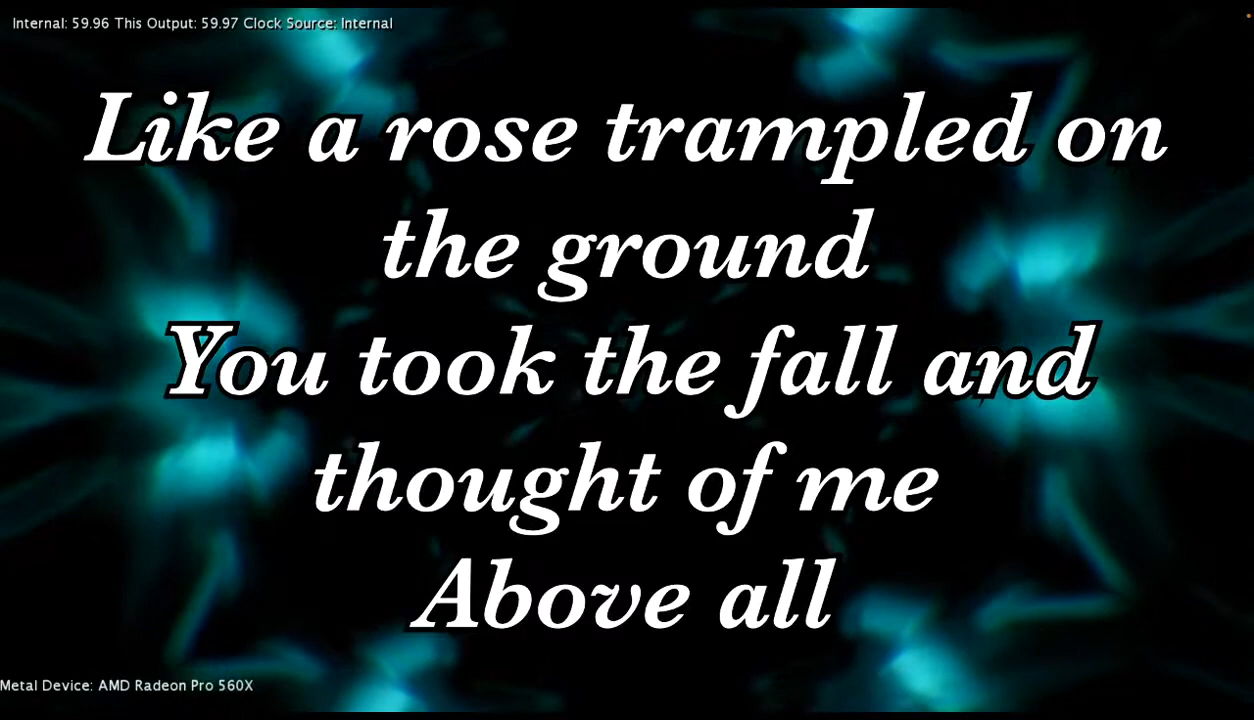 Internal: 59.96 This Output: 59.97 Clock Source: Internal
Like a rose trampled on
the ground
You took the fall and
thought of me
Above all
Metal Device: AMD Radeon Pro 560X